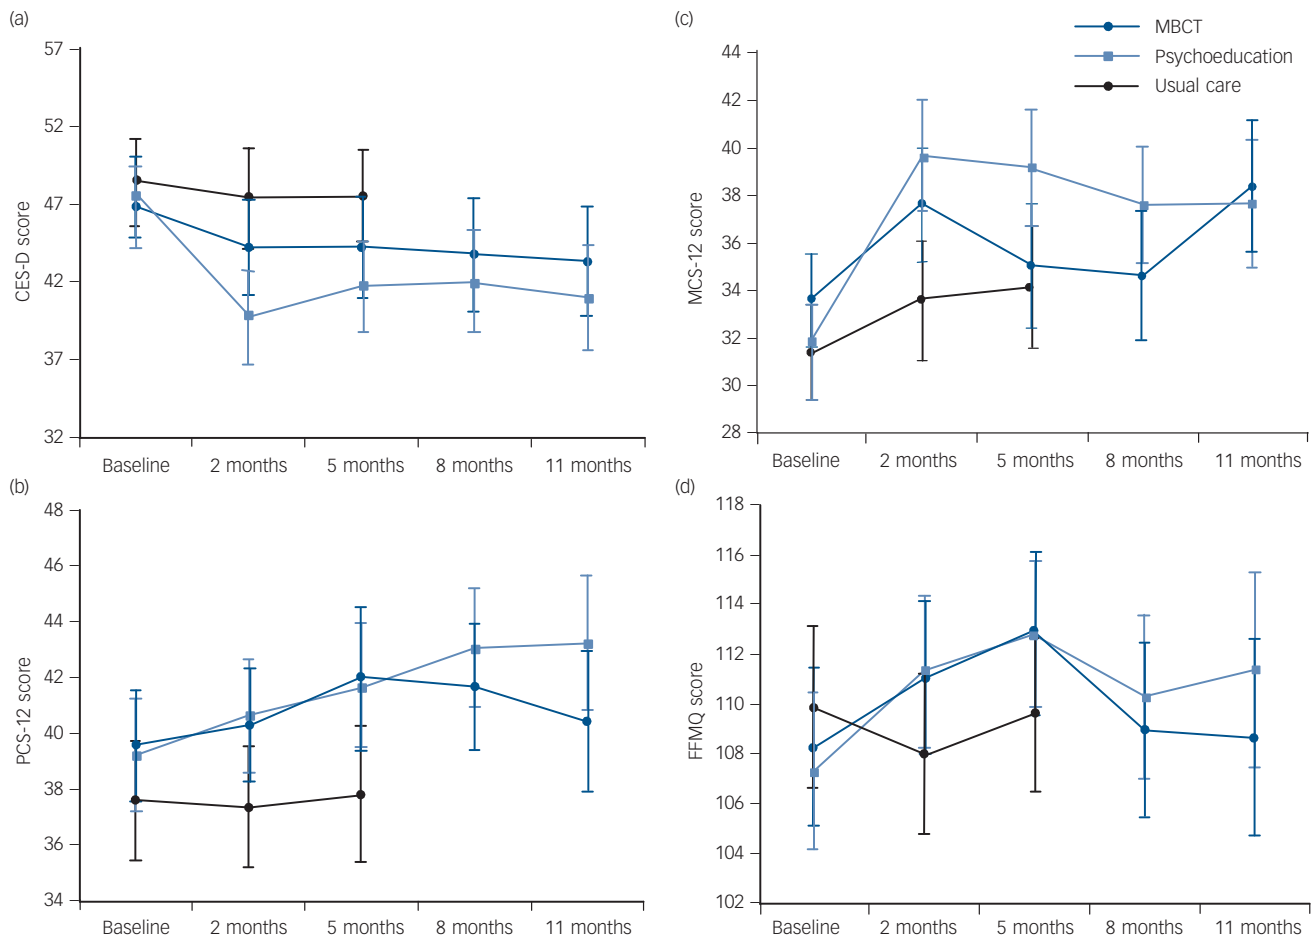 (a)
57
52
47
42
37
32
CES-D score
Baseline 2 months 5 months 8 months 11 months
(c)
MBCT
Psychoeducation
Usual care
44
42
40
38
36
34
32
30
28
MCS-12 score
Baseline 2 months 5 months 8 months 11 months
(b)
48
46
44
42
40
38
36
34
PCS-12 score
Baseline 2 months 5 months 8 months 11 months
(d)
118
116
114
112
110
108
106
104
102
FFMQ score
Baseline 2 months 5 months 8 months 11 months